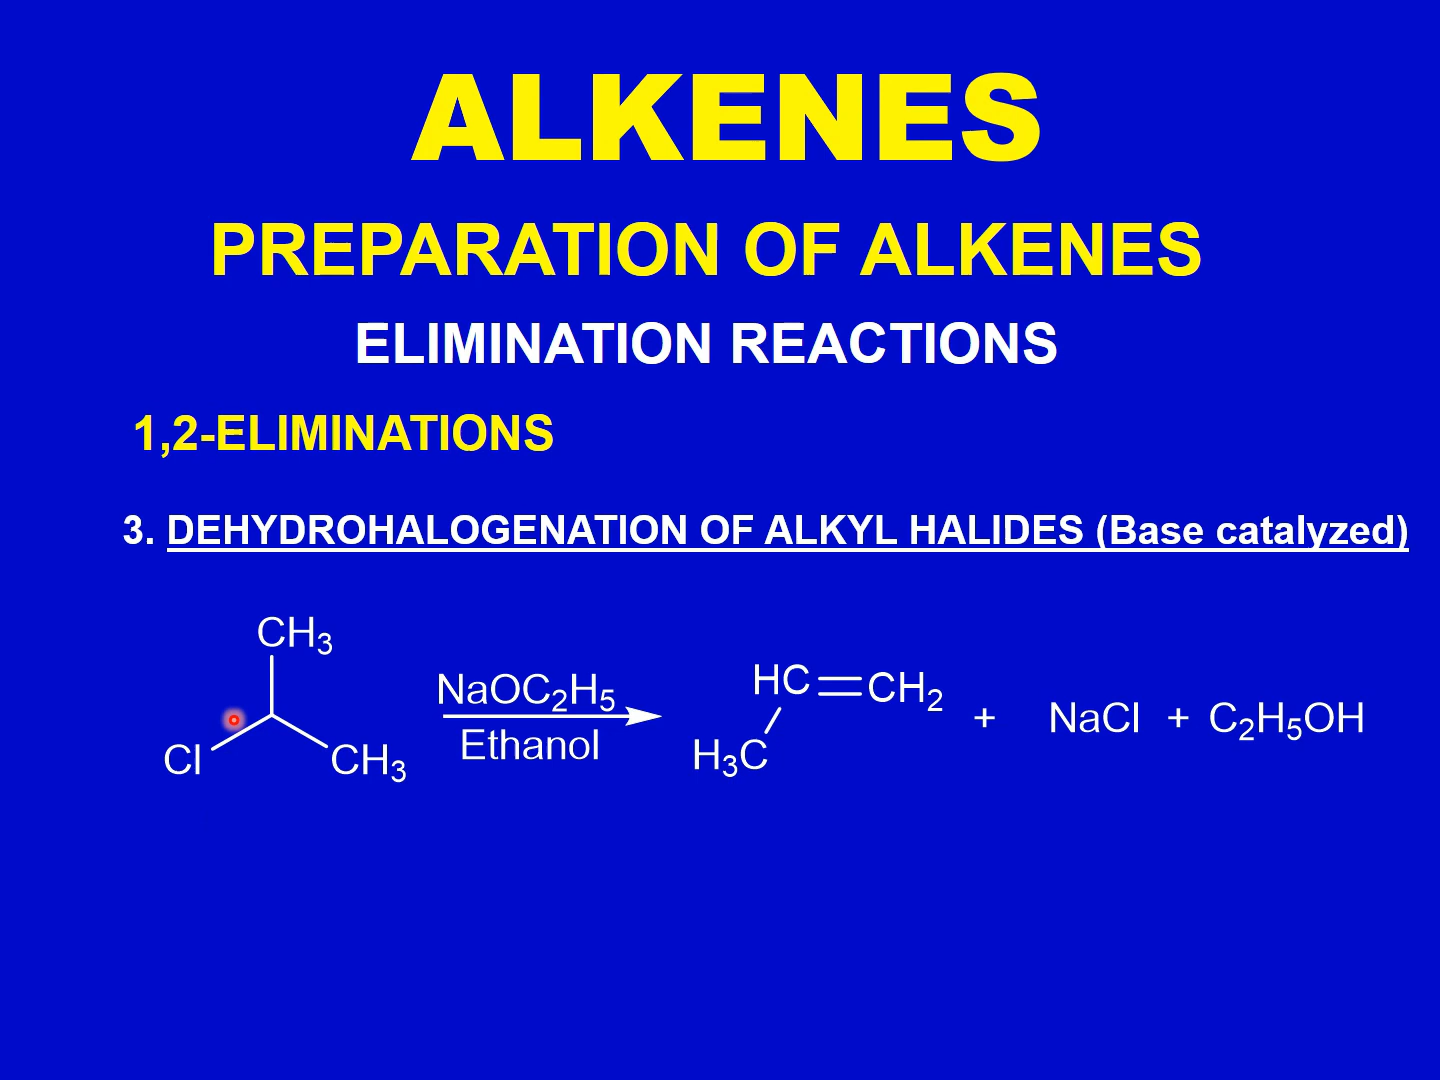 ALKENES
PREPARATION OF ALKENES
ELIMINATION REACTIONS
1,2-ELIMINATIONS
3. DEHYDROHALOGENATION OF ALKYL HALIDES (Base catalyzed)
CH₃
Cl
CH₃
NaOC₂H₅
Ethanol
HC=CH₂
H₃C
+ NaCl + C₂H₅OH